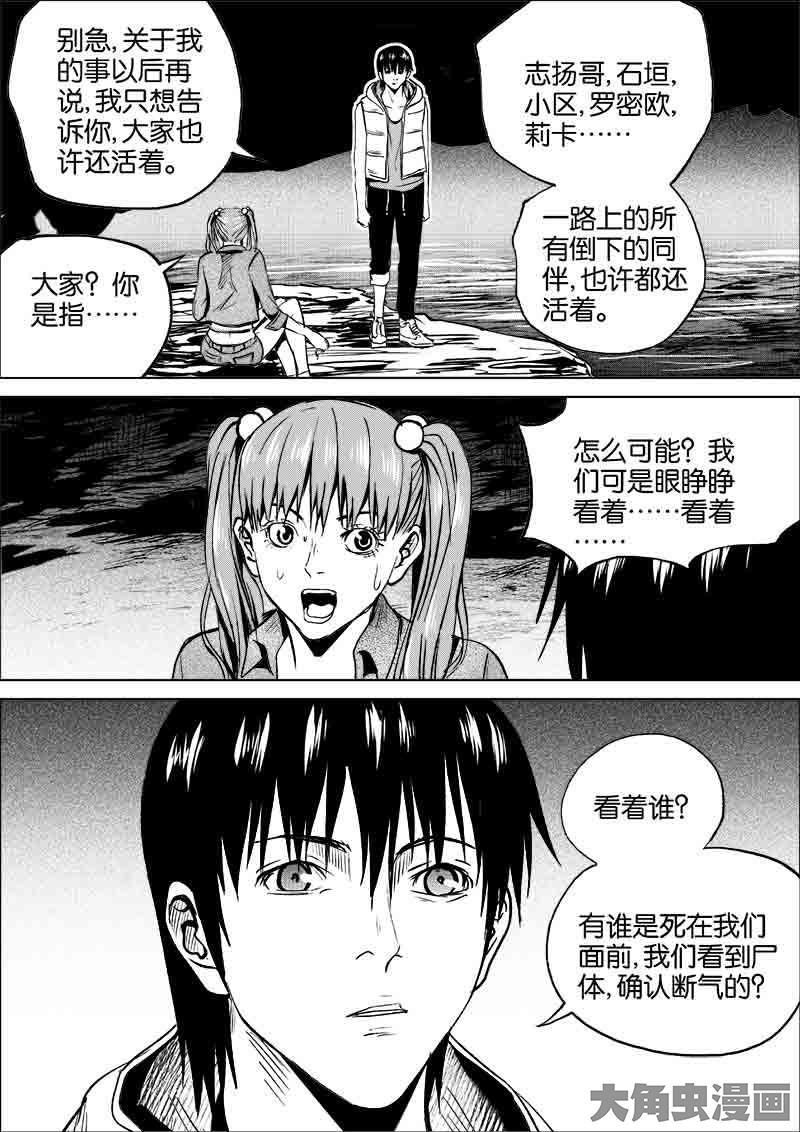 别急,关于我
的事以后再
说,我只想告
诉你,大家也
许还活着。
大家？你
是指……
志扬哥,石垣,
小区,罗密欧,
莉卡……
一路上的所
有倒下的同
伴,也许都还
活着。
怎么可能？我
们可是眼睁睁
看着……看着
……
看着谁？
有谁是死在我们
面前,我们看到尸
体,确认断气的？
大角虫漫画